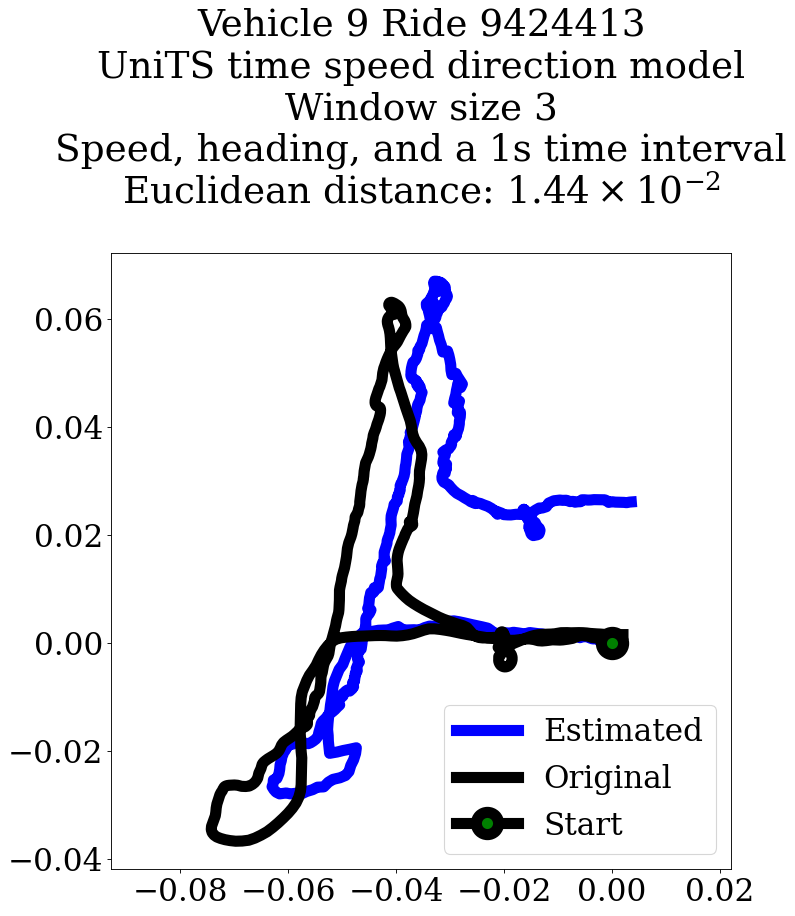 Vehicle 9 Ride 9424413
UniTS time speed direction model
Window size 3
Speed, heading, and a 1s time interval
Euclidean distance: 1.44 × 10⁻²
0.06
0.04
0.02
0.00
−0.02
−0.04
Estimated
Original
Start
−0.08 −0.06 −0.04 −0.02 0.00 0.02